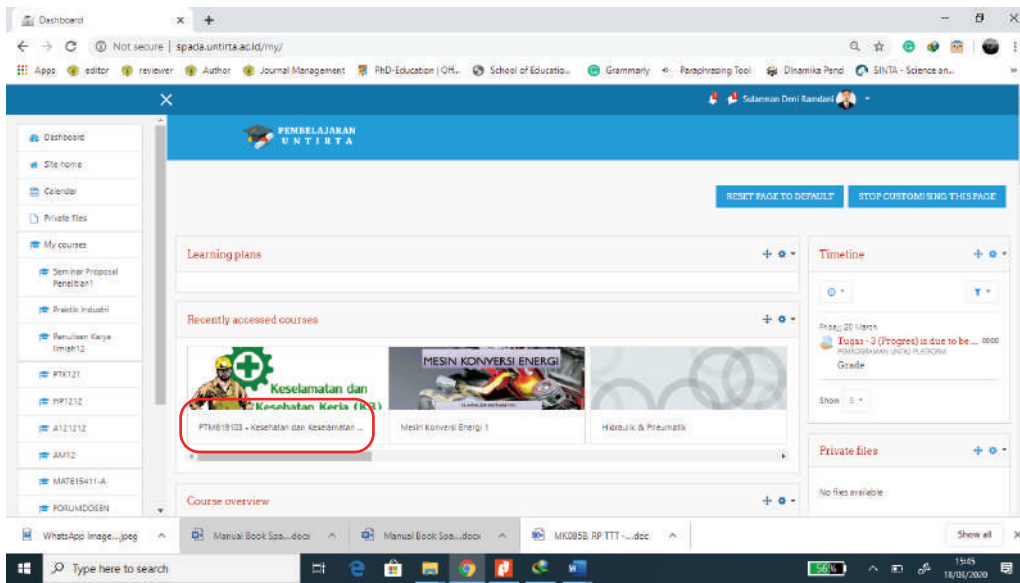 Dashboard
Not secure | spada.untirta.ac.id/my/
Apps editor reviewer Author Journal Management PhD-Education | Off... School of Educatio... Grammarly Paraphrasing Tool Dinamika Pend SINTA - Science an...
Sulaeman Deni Ramdani
PEMBELAJARAN
UNTIRTA
Dashboard
Site home
Calendar
Private files
My courses
Seminar Proposal
Penelitian1
Praktik Industri
Penulisan Karya
Ilmiah12
PTK121
MP1212
A121212
AM12
MAT615411-A
FORUMDOSEN
RESET PAGE TO DEFAULT STOP CUSTOMISING THIS PAGE
Learning plans
Recently accessed courses
Keselamatan dan
Kesehatan Kerja (K3)
PTM619103 - Kesehatan dan Keselamatan ...
MESIN KONVERSI ENERGI
Mesin Konversi Energi 1
Hidraulik & Pneumatik
Course overview
Timeline
Friday, 20 March
Tugas - 3 (Progres) is due to be ... 00:00
Grade
Show 5
Private files
No files available
WhatsApp Image....jpeg Manual Book Spa....docx Manual Book Spa....docx MK085B. RP TTT -....doc Show all
Type here to search
56% 15:45
18/03/2020